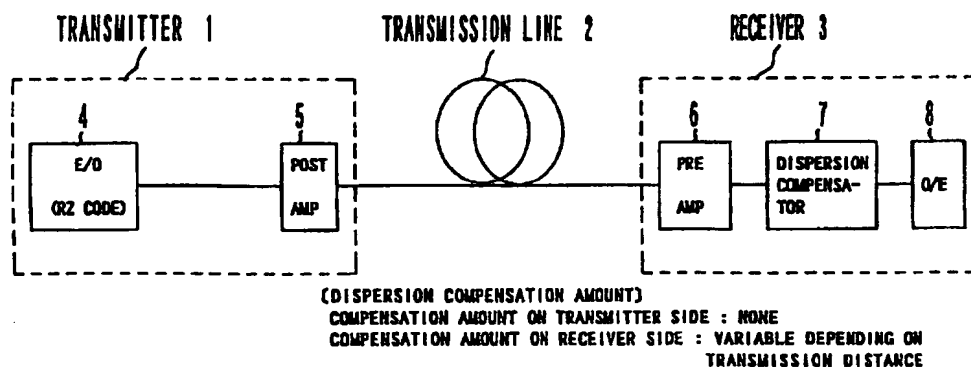 TRANSMITTER 1
TRANSMISSION LINE 2
RECEIVER 3
4
5
6
7
8
E/O
(RZ CODE)
POST
AMP
PRE
AMP
DISPERSION
COMPENSA-
TOR
O/E
(DISPERSION COMPENSATION AMOUNT)
COMPENSATION AMOUNT ON TRANSMITTER SIDE : NONE
COMPENSATION AMOUNT ON RECEIVER SIDE : VARIABLE DEPENDING ON
TRANSMISSION DISTANCE